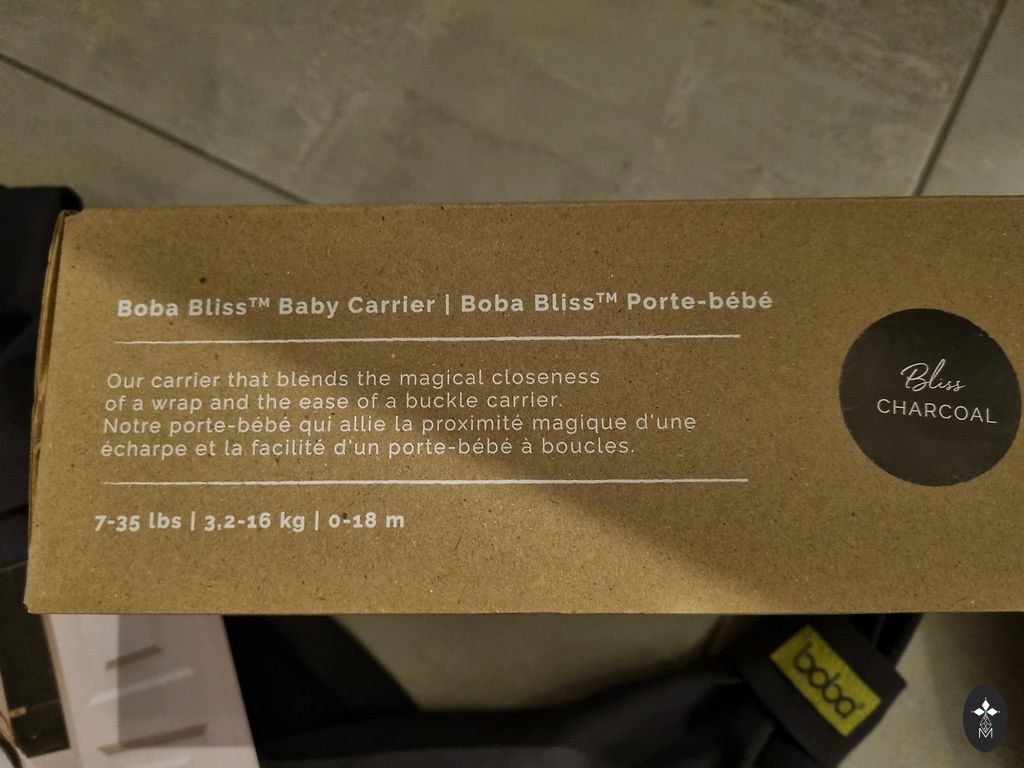 Boba Bliss™ Baby Carrier | Boba Bliss™ Porte-bébé
Our carrier that blends the magical closeness
of a wrap and the ease of a buckle carrier.
Notre porte-bébé qui allie la proximité magique d'une
écharpe et la facilité d'un porte-bébé à boucles.
7-35 lbs | 3,2-16 kg | 0-18 m
Bliss
CHARCOAL
boba®
M